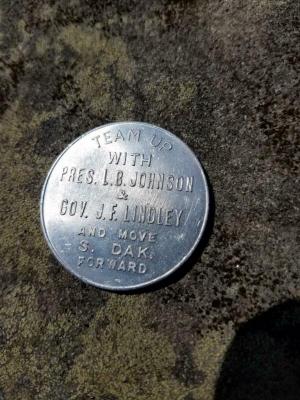 TEAM UP
WITH
PRES. L.B. JOHNSON
&
GOV. J.F. LINDLEY
AND MOVE
S. DAK.
FORWARD